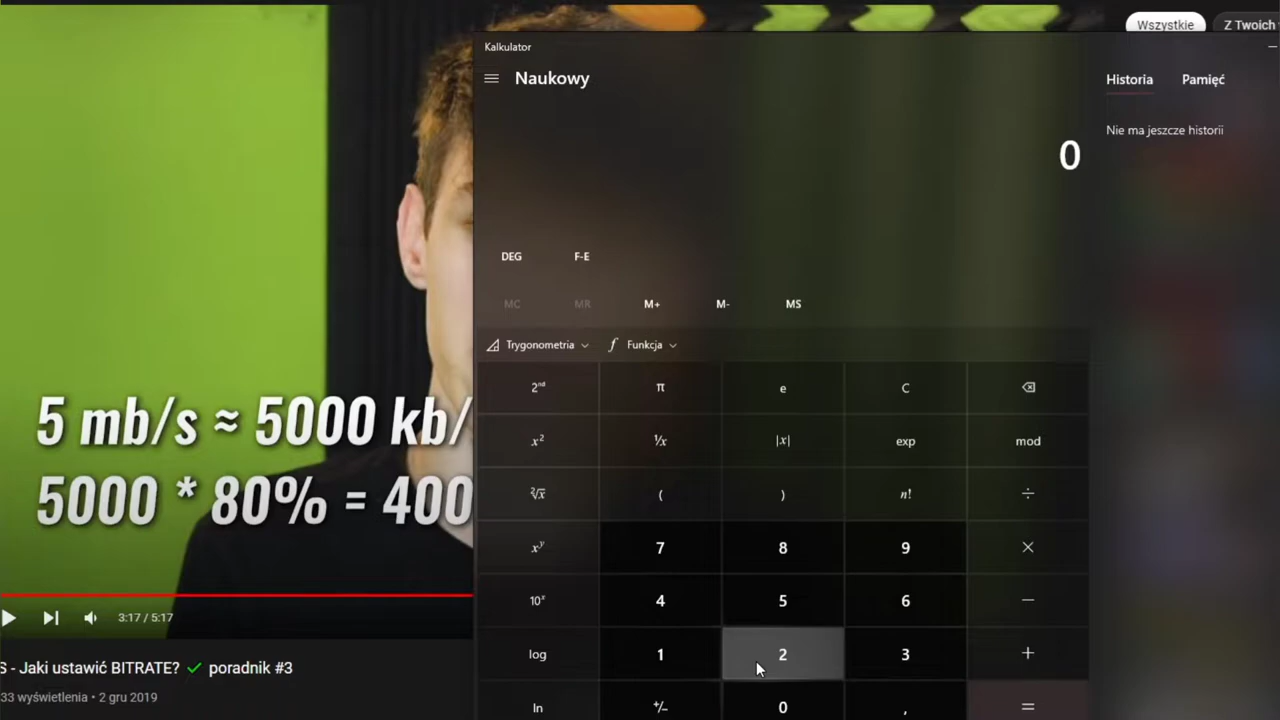 Wszystkie Z Twoich
Kalkulator
Naukowy
Historia Pamięć
Nie ma jeszcze historii
0
DEG F-E
MC MR M+ M- MS
Trygonometria Funkcja
2ⁿᵈ π e C
x² ¹/x |x| exp mod
²√x ( ) n! ÷
xʸ 7 8 9 ×
10ˣ 4 5 6 −
log 1 2 3 +
ln +/− 0 , =
5 mb/s ≈ 5000 kb/
5000 * 80% = 400
3:17 / 5:17
S - Jaki ustawić BITRATE? ✓ poradnik #3
33 wyświetlenia • 2 gru 2019